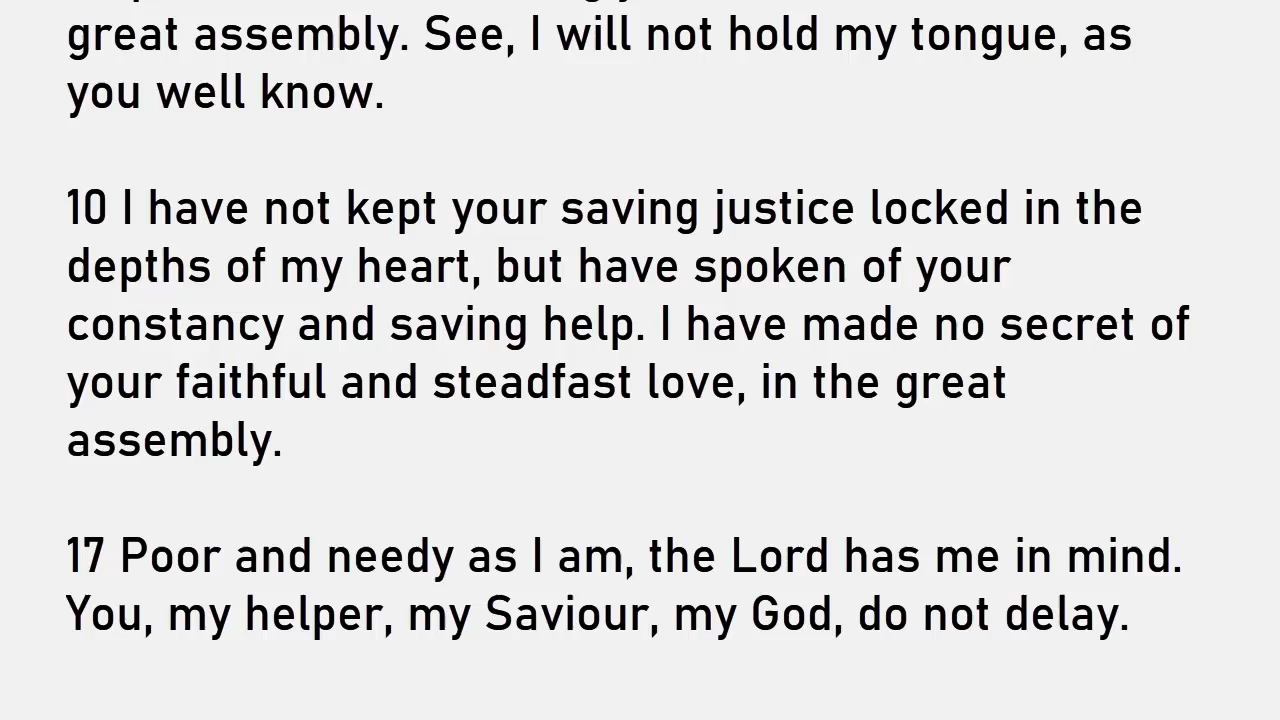 great assembly. See, I will not hold my tongue, as
you well know.
10 I have not kept your saving justice locked in the
depths of my heart, but have spoken of your
constancy and saving help. I have made no secret of
your faithful and steadfast love, in the great
assembly.
17 Poor and needy as I am, the Lord has me in mind.
You, my helper, my Saviour, my God, do not delay.